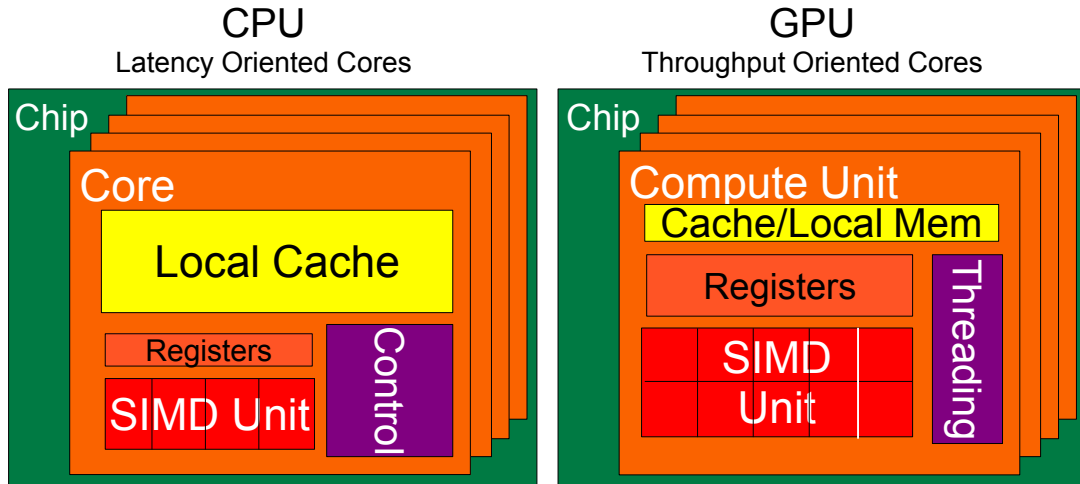 CPU
Latency Oriented Cores
Chip
Core
Local Cache
Registers
SIMD Unit
Control
GPU
Throughput Oriented Cores
Chip
Compute Unit
Cache/Local Mem
Registers
SIMD
Unit
Threading